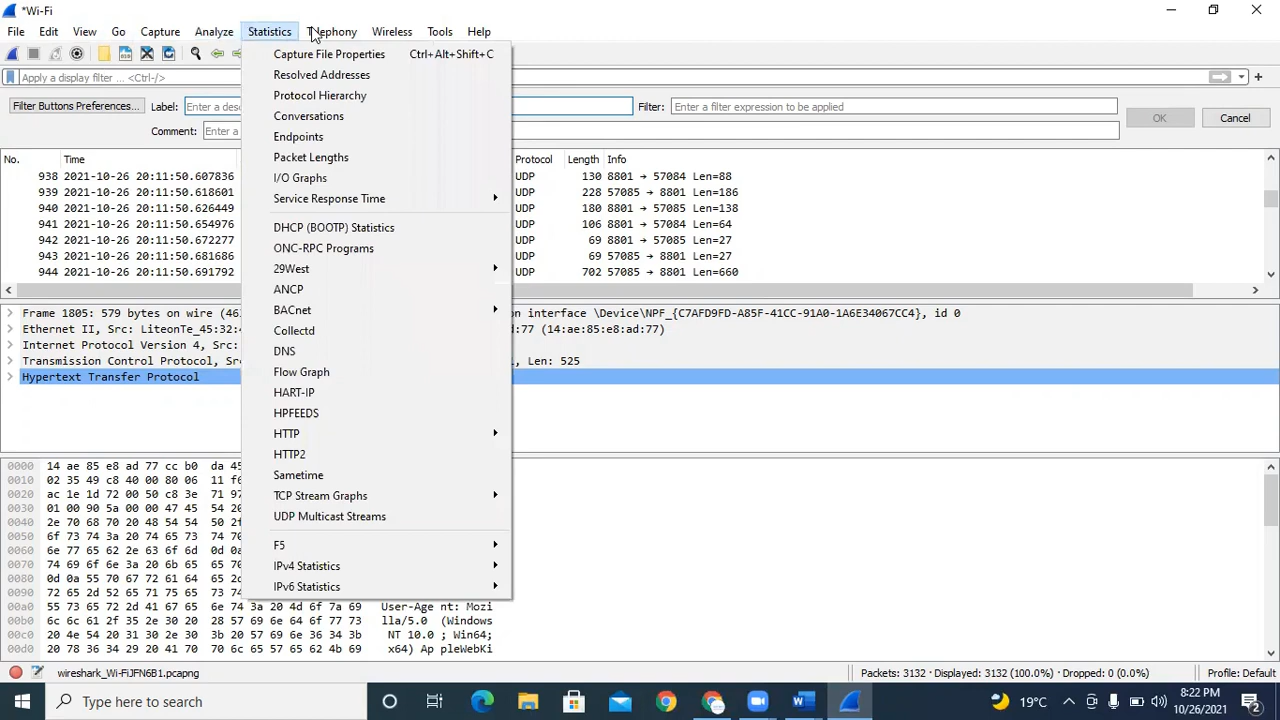 *Wi-Fi
File Edit View Go Capture Analyze Statistics Telephony Wireless Tools Help
Apply a display filter ... <Ctrl-/>
Filter Buttons Preferences... Label: Filter: Enter a filter expression to be applied OK Cancel
Comment:
No. Time Protocol Length Info
938 2021-10-26 20:11:50.607836 UDP 130 8801 → 57084 Len=88
939 2021-10-26 20:11:50.618601 UDP 228 57085 → 8801 Len=186
940 2021-10-26 20:11:50.626449 UDP 180 8801 → 57085 Len=138
941 2021-10-26 20:11:50.654976 UDP 106 8801 → 57084 Len=64
942 2021-10-26 20:11:50.672277 UDP 69 8801 → 57085 Len=27
943 2021-10-26 20:11:50.681686 UDP 69 57085 → 8801 Len=27
944 2021-10-26 20:11:50.691792 UDP 702 57085 → 8801 Len=660
Capture File Properties Ctrl+Alt+Shift+C
Resolved Addresses
Protocol Hierarchy
Conversations
Endpoints
Packet Lengths
I/O Graphs
Service Response Time
DHCP (BOOTP) Statistics
ONC-RPC Programs
29West
ANCP
BACnet
Collectd
DNS
Flow Graph
HART-IP
HPFEEDS
HTTP
HTTP2
Sametime
TCP Stream Graphs
UDP Multicast Streams
F5
IPv4 Statistics
IPv6 Statistics
Frame 1805: 579 bytes on wire (46 on interface \Device\NPF_{C7AFD9FD-A85F-41CC-91A0-1A6E34067CC4}, id 0
Ethernet II, Src: LiteonTe_45:32:4 d:77 (14:ae:85:e8:ad:77)
Internet Protocol Version 4, Src:
Transmission Control Protocol, Sr , Len: 525
Hypertext Transfer Protocol
0000 14 ae 85 e8 ad 77 cc b0 da 45
0010 02 35 49 c8 40 00 80 06 11 f
0020 ac 1e 1d 72 00 50 c8 3e 71 97
0030 01 00 90 5a 00 00 47 45 54 20
0040 2e 70 68 70 20 48 54 54 50 2f
0050 6f 73 74 3a 20 74 65 73 74 70
0060 6e 77 65 62 2e 63 6f 6d 0d 0a
0070 74 69 6f 6e 3a 20 6b 65 65 70
0080 0d 0a 55 70 67 72 61 64 65 2d
0090 72 65 2d 52 65 71 75 65 73 74
00a0 55 73 65 72 2d 41 67 65 6e 74 3a 20 4d 6f 7a 69 User-Age nt: Mozi
00b0 6c 6c 61 2f 35 2e 30 20 28 57 69 6e 64 6f 77 73 lla/5.0 (Windows
00c0 20 4e 54 20 31 30 2e 30 3b 20 57 69 6e 36 34 3b NT 10.0 ; Win64;
00d0 20 78 36 34 29 20 41 70 70 6c 65 57 65 62 4b 69 x64) Ap pleWebKi
wireshark_Wi-FiJFN6B1.pcapng Packets: 3132 · Displayed: 3132 (100.0%) · Dropped: 0 (0.0%) Profile: Default
Type here to search 19°C 8:22 PM
10/26/2021
2